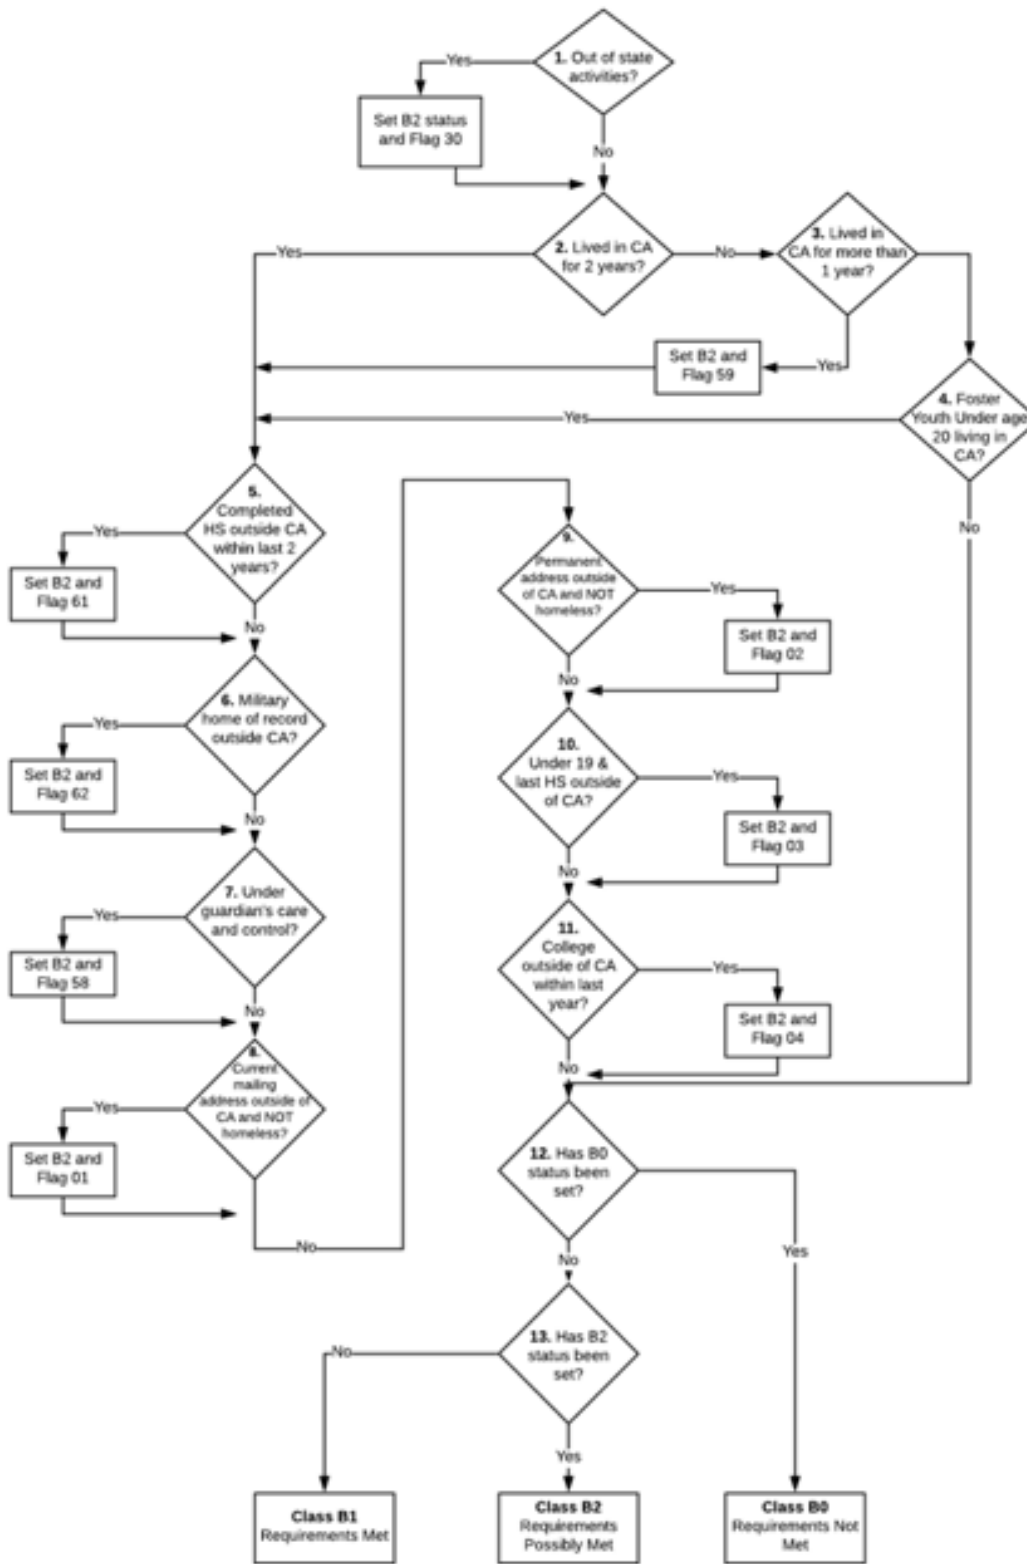 1. Out of state
activities?
Yes
Set B2 status
and Flag 30
No
2. Lived in CA
for 2 years?
Yes
No
3. Lived in
CA for more than
1 year?
Yes
Set B2 and
Flag 59
4. Foster
Youth Under age
20 living in
CA?
Yes
No
5.
Completed
HS outside CA
within last 2
years?
Yes
Set B2 and
Flag 61
No
6. Military
home of record
outside CA?
Yes
Set B2 and
Flag 62
No
7. Under
guardian's care
and control?
Yes
Set B2 and
Flag 58
No
8.
Current
mailing
address outside of
CA and NOT
homeless?
Yes
Set B2 and
Flag 01
No
9.
Permanent
address outside
of CA and NOT
homeless?
Yes
Set B2 and
Flag 02
No
10.
Under 19 &
last HS outside
of CA?
Yes
Set B2 and
Flag 03
No
11.
College
outside of CA
within last
year?
Yes
Set B2 and
Flag 04
No
12. Has B0
status been
set?
Yes
No
13. Has B2
status been
set?
No
Yes
Class B1
Requirements Met
Class B2
Requirements
Possibly Met
Class B0
Requirements Not
Met